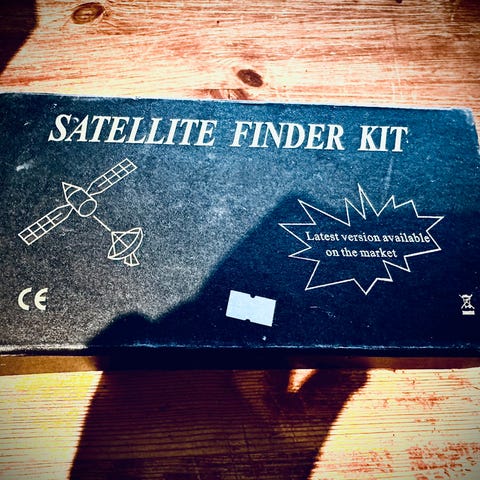 SATELLITE FINDER KIT
Latest version available
on the market
CE